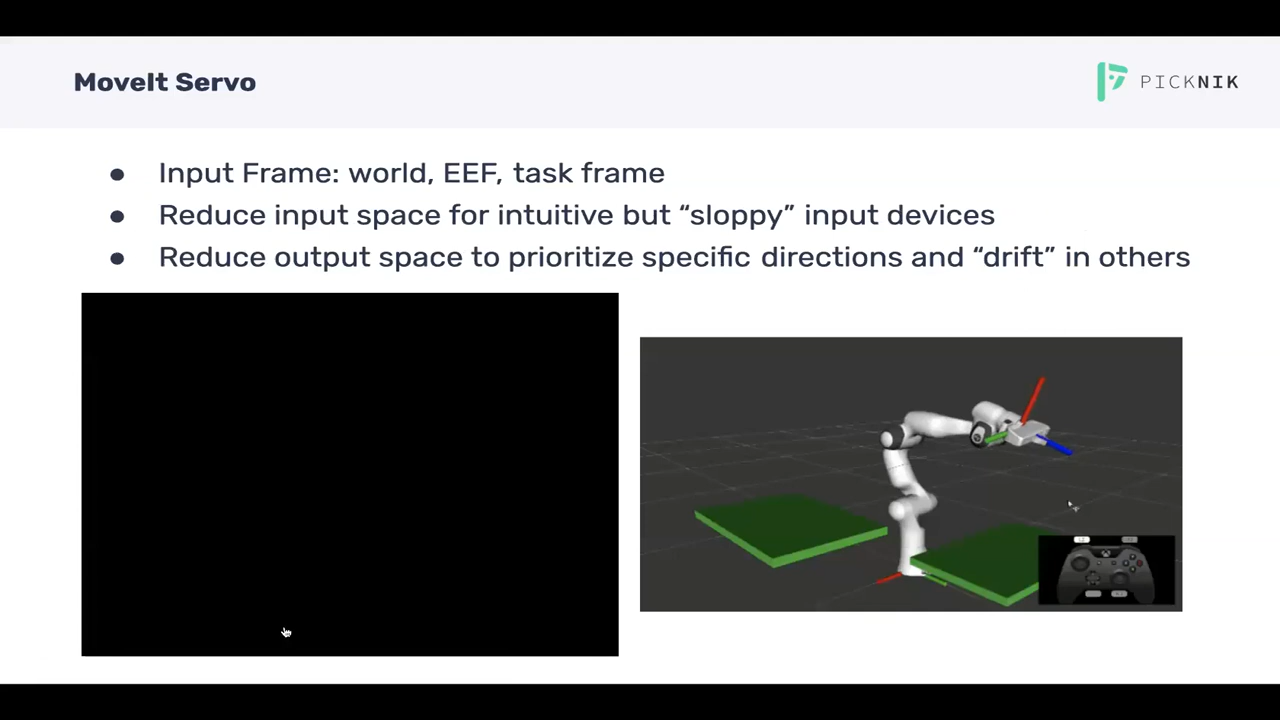 MoveIt Servo
PICKNIK
● Input Frame: world, EEF, task frame
● Reduce input space for intuitive but “sloppy” input devices
● Reduce output space to prioritize specific directions and “drift” in others